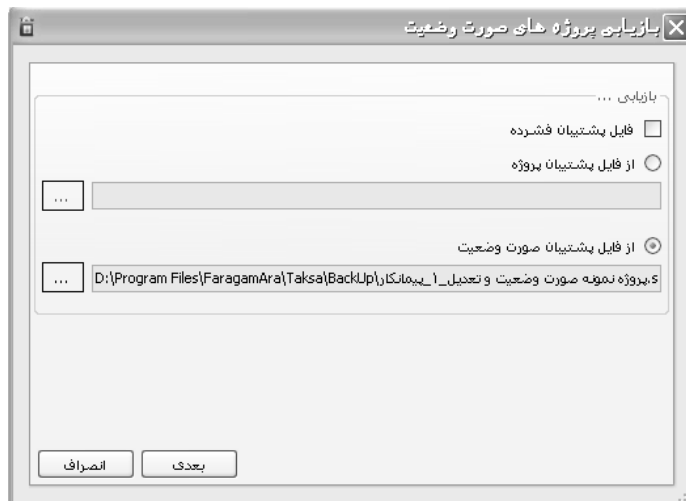 بازیابی پروژه های صورت وضعیت
بازیابی ...
فایل پشتیبان فشرده
از فایل پشتیبان پروژه
...
از فایل پشتیبان صورت وضعیت
D:\Program Files\FaragamAra\Taksa\BackUp\پروژه نمونه صورت وضعیت و تعدیل_۱_پیمانکار.s
...
بعدی
انصراف